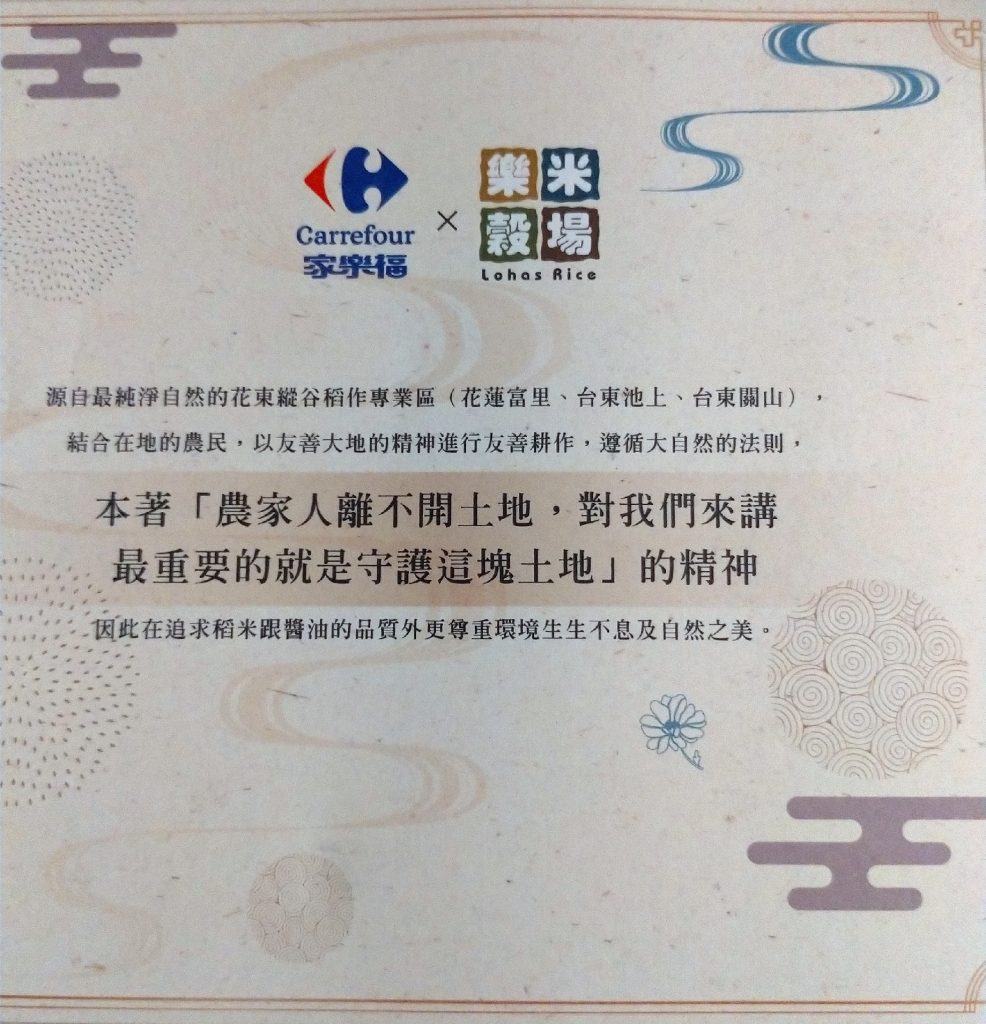 Carrefour
家樂福
×
樂米
穀場
Lohas Rice
源自最純淨自然的花東縱谷稻作專業區（花蓮富里、台東池上、台東關山），
結合在地的農民，以友善大地的精神進行友善耕作，遵循大自然的法則，
本著「農家人離不開土地，對我們來講
最重要的就是守護這塊土地」的精神
因此在追求稻米跟醬油的品質外更尊重環境生生不息及自然之美。